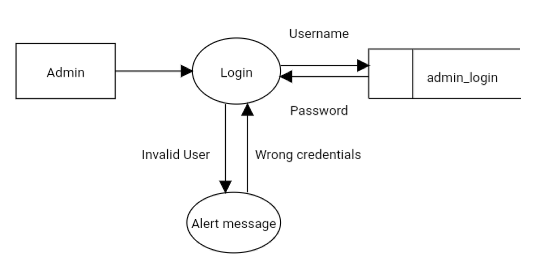 Username
Admin
Login
admin_login
Password
Invalid User
Wrong credentials
Alert message